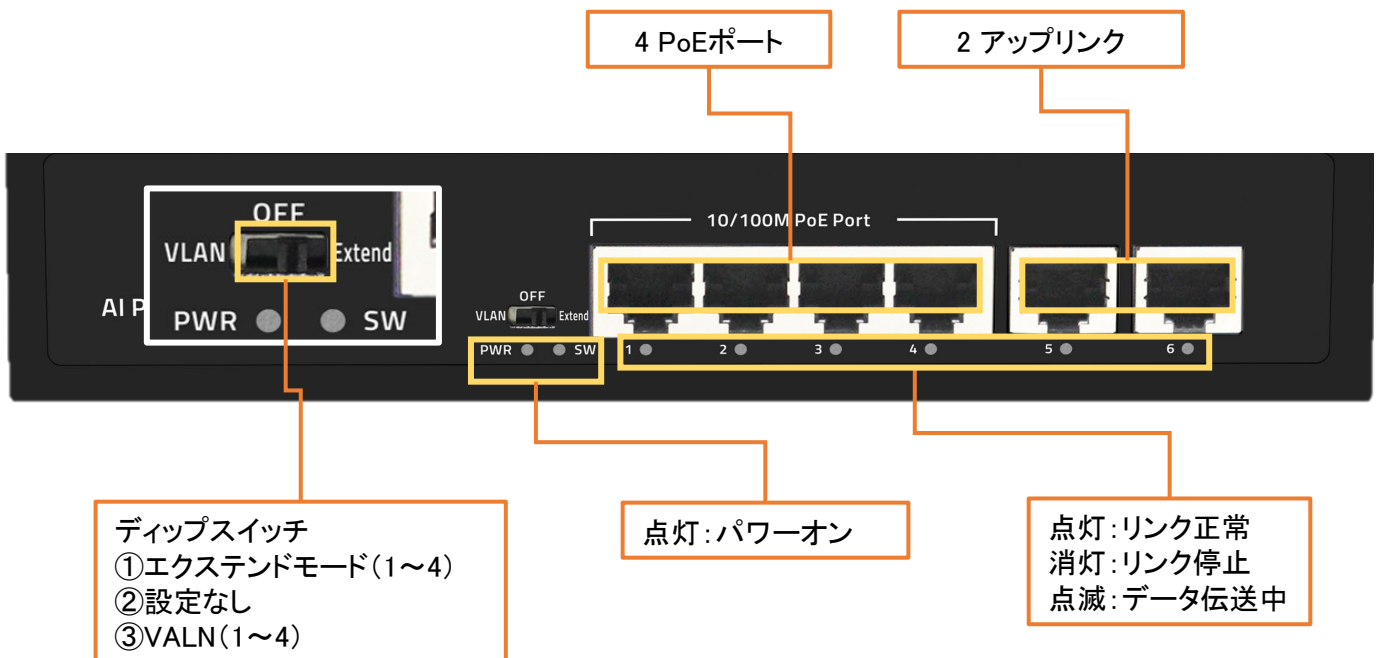 4 PoEポート
2 アップリンク
OFF
VLAN
Extend
AI P
PWR
SW
10/100M PoE Port
OFF
VLAN
Extend
PWR
SW
1
2
3
4
5
6
ディップスイッチ
①エクステンドモード(1～4)
②設定なし
③VALN(1～4)
点灯：パワーオン
点灯：リンク正常
消灯：リンク停止
点滅：データ伝送中